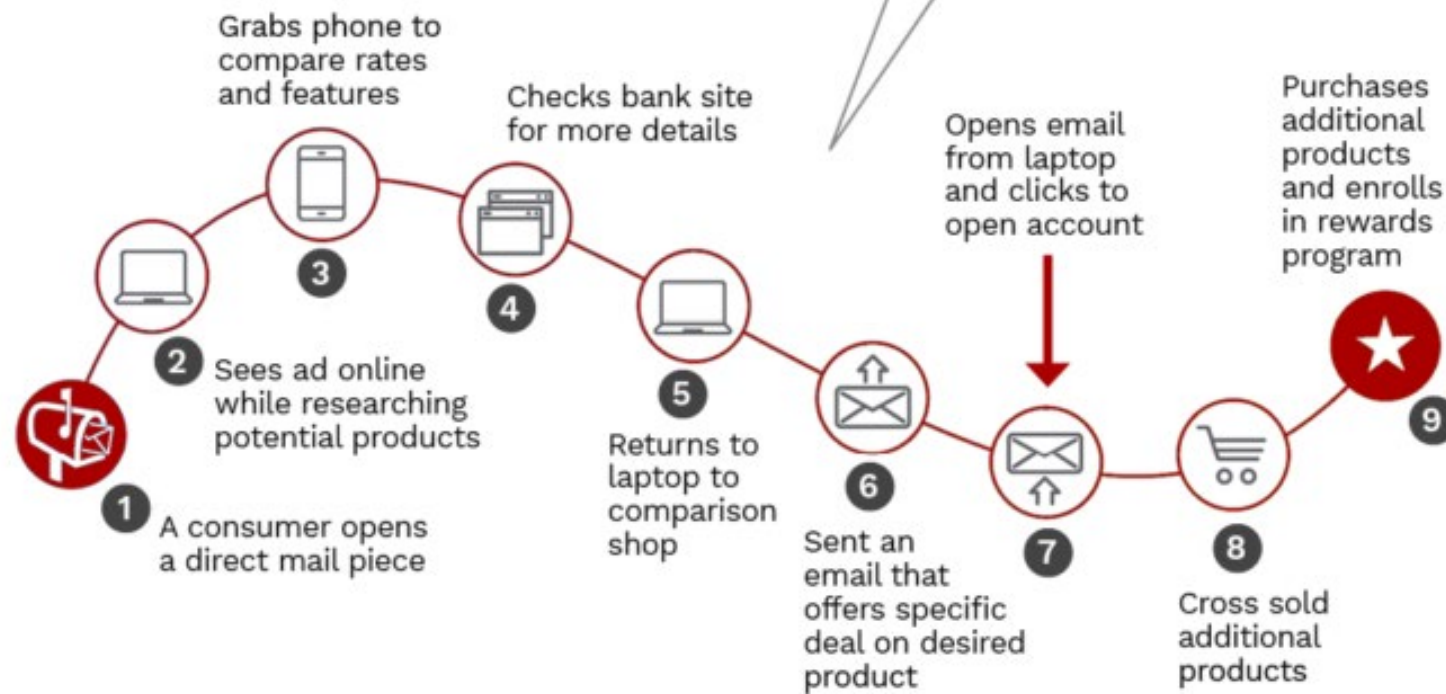 1
A consumer opens
a direct mail piece
2
Sees ad online
while researching
potential products
Grabs phone to
compare rates
and features
3
Checks bank site
for more details
4
5
Returns to
laptop to
comparison
shop
6
Sent an
email that
offers specific
deal on desired
product
Opens email
from laptop
and clicks to
open account
7
8
Cross sold
additional
products
Purchases
additional
products
and enrolls
in rewards
program
9